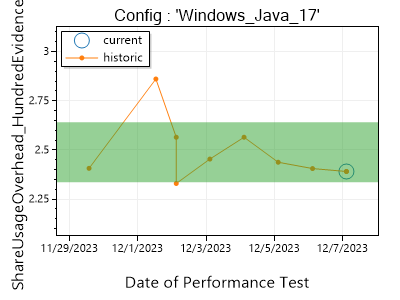 Config : 'Windows_Java_17'
current
historic
ShareUsageOverhead_HundredEvidence
3
2.75
2.5
2.25
11/29/2023
12/1/2023
12/3/2023
12/5/2023
12/7/2023
Date of Performance Test